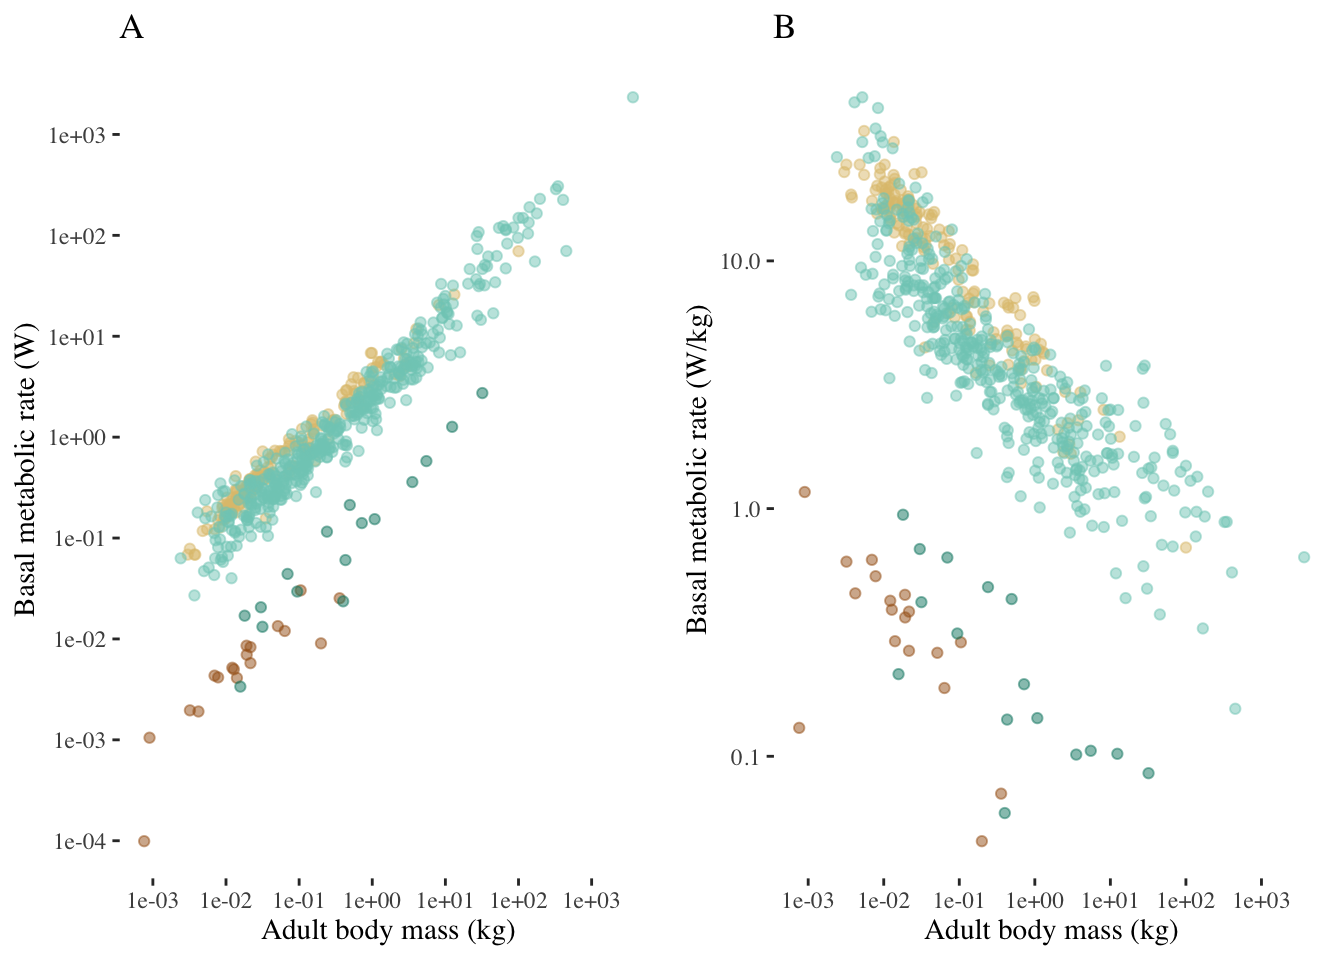 A
Basal metabolic rate (W)
1e+03
1e+02
1e+01
1e+00
1e-01
1e-02
1e-03
1e-04
1e-03 1e-02 1e-01 1e+00 1e+01 1e+02 1e+03
Adult body mass (kg)
B
Basal metabolic rate (W/kg)
10.0
1.0
0.1
1e-03 1e-02 1e-01 1e+00 1e+01 1e+02 1e+03
Adult body mass (kg)